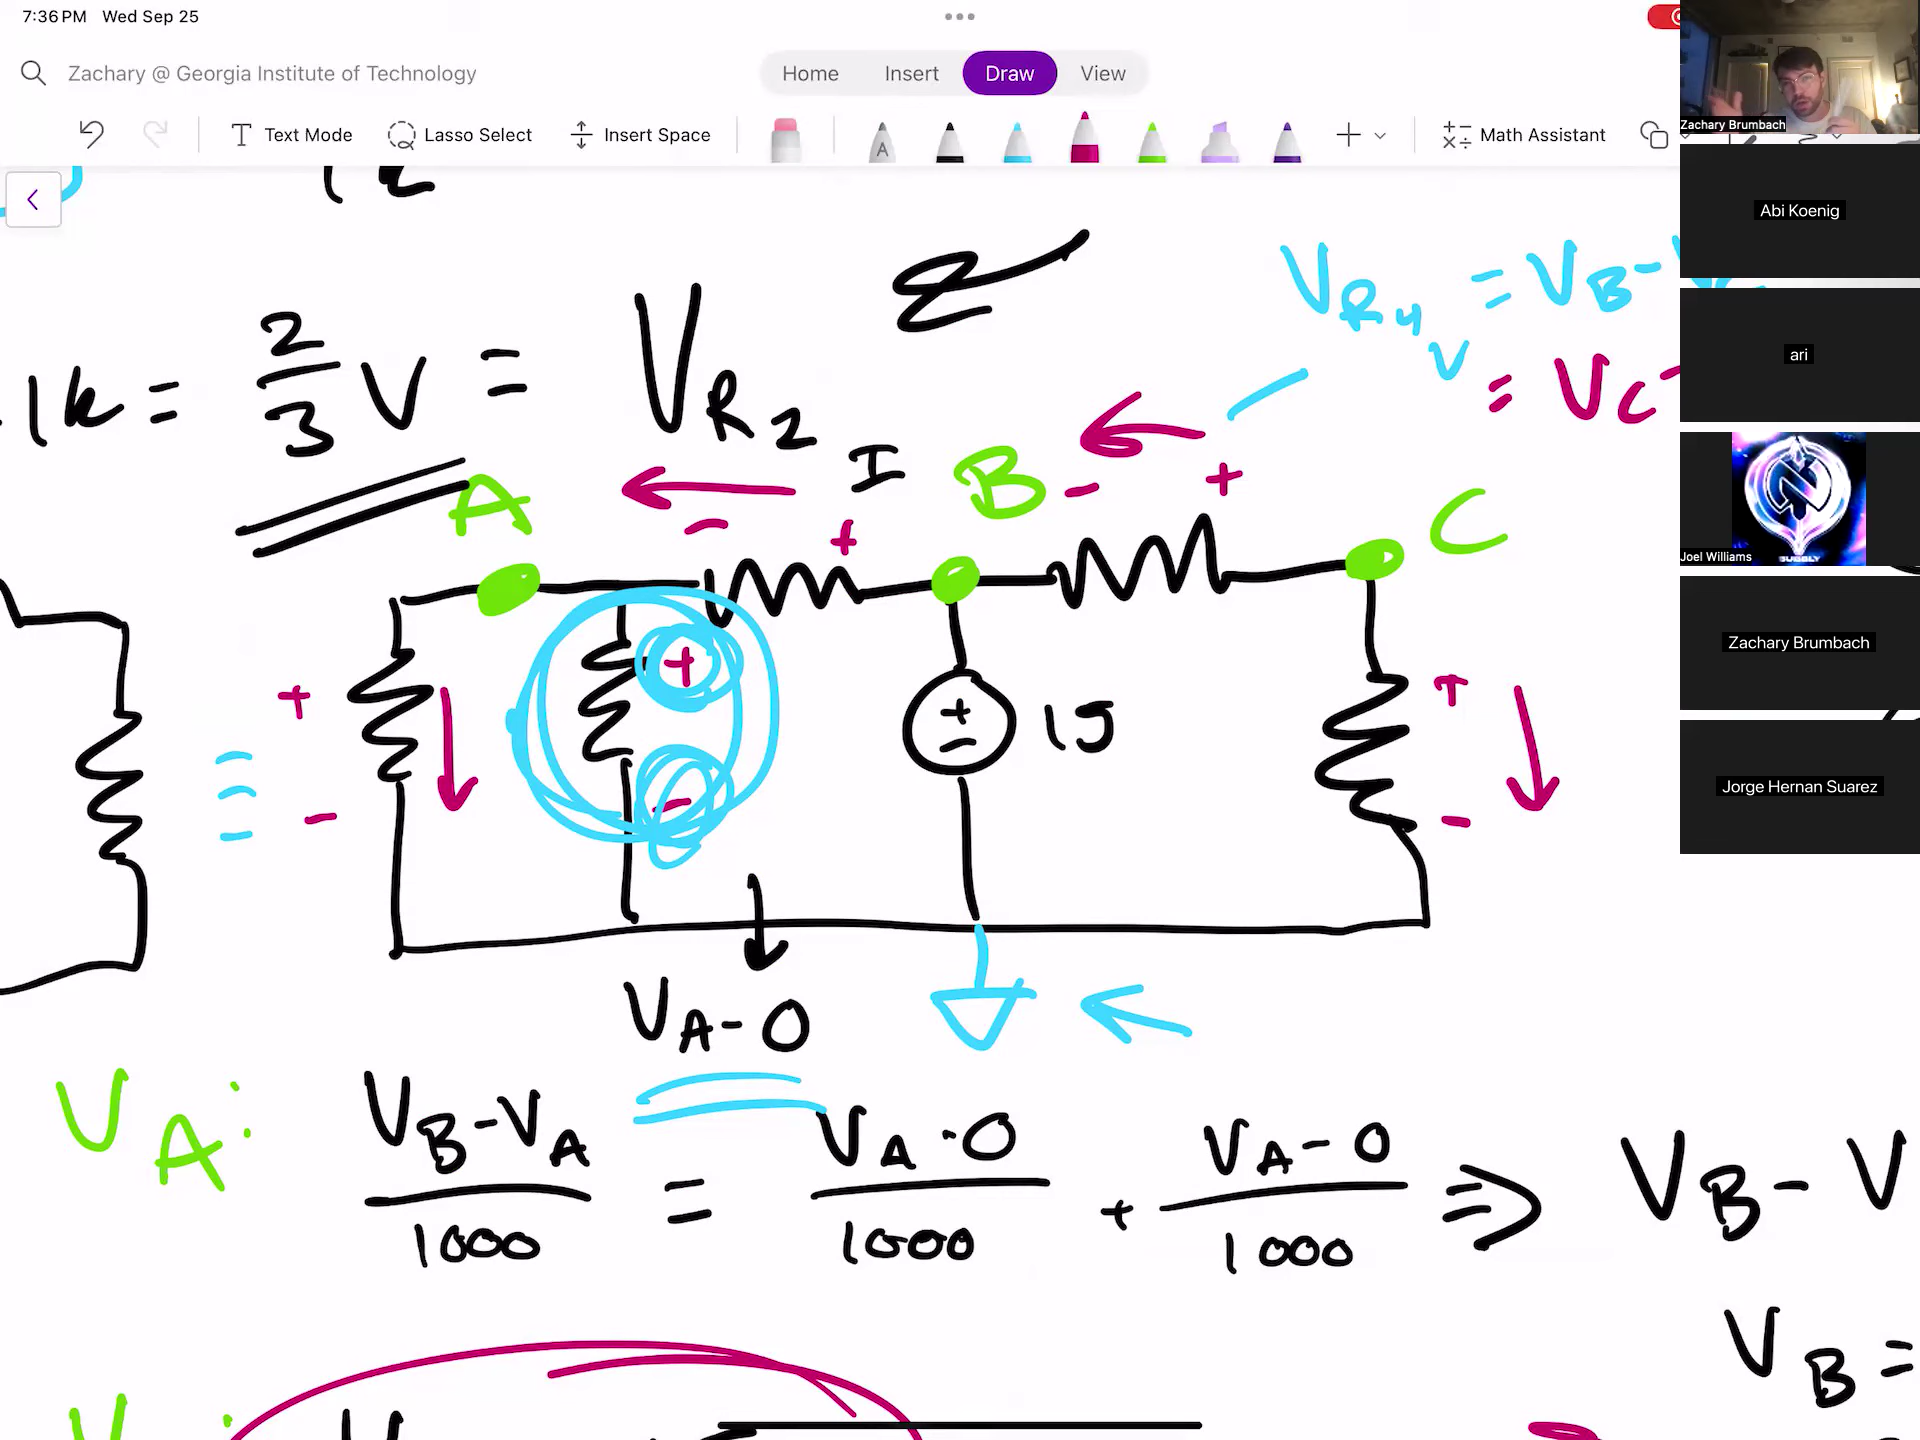 7:36 PM Wed Sep 25
Zachary @ Georgia Institute of Technology
Home Insert Draw View
Text Mode Lasso Select Insert Space A Math Assistant
Zachary Brumbach
Abi Koenig
ari
Joel Williams
Zachary Brumbach
Jorge Hernan Suarez
1k = 2/3 V = V_R2
V_R4 = V_B -
= V_C -
A I B - + C
- +
+ + + 15 +
- - - -
V_A - 0
V_A: (V_B - V_A)/1000 = (V_A - 0)/1000 + (V_A - 0)/1000 ⇒ V_B - V
V_B =